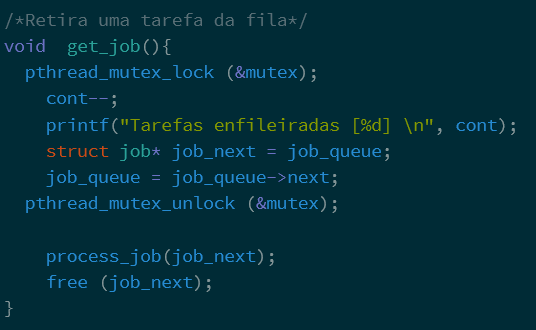 /*Retira uma tarefa da fila*/
void  get_job(){
  pthread_mutex_lock (&mutex);
    cont--;
    printf("Tarefas enfileiradas [%d] \n", cont);
    struct job* job_next = job_queue;
    job_queue = job_queue->next;
  pthread_mutex_unlock (&mutex);

    process_job(job_next);
    free (job_next);
}